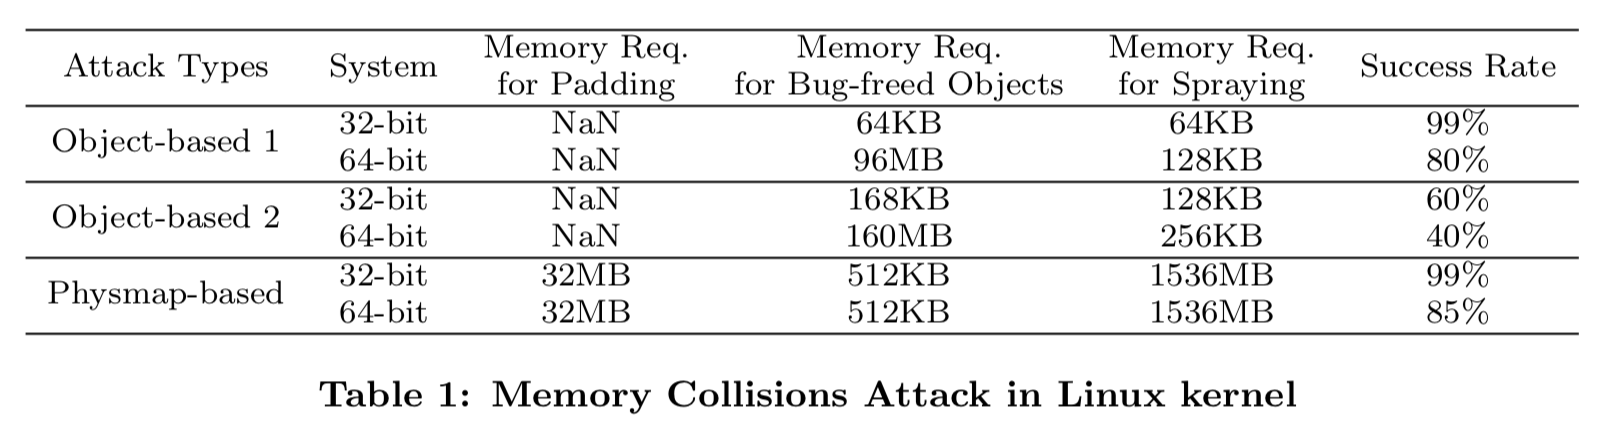 Attack Types System Memory Req. for Padding Memory Req. for Bug-freed Objects Memory Req. for Spraying Success Rate
Object-based 1 32-bit NaN 64KB 64KB 99%
64-bit NaN 96MB 128KB 80%
Object-based 2 32-bit NaN 168KB 128KB 60%
64-bit NaN 160MB 256KB 40%
Physmap-based 32-bit 32MB 512KB 1536MB 99%
64-bit 32MB 512KB 1536MB 85%
Table 1: Memory Collisions Attack in Linux kernel